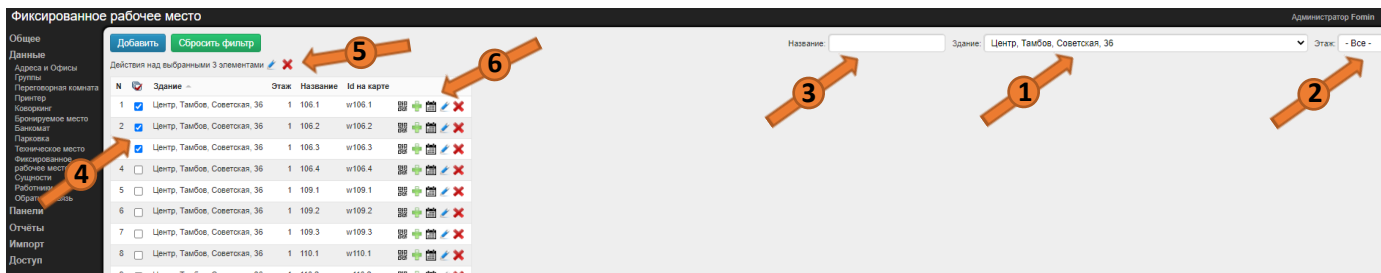 Фиксированное рабочее место
Администратор Fomin
Общее
Данные
Адреса и Офисы
Группы
Переговорная комната
Принтер
Коворкинг
Бронируемое место
Банкомат
Парковка
Техническое место
Фиксированное
рабочее место
Сущности
Работники
Обратная связь
Панели
Отчёты
Импорт
Доступ
Добавить Сбросить фильтр
Название: Здание: Центр, Тамбов, Советская, 36 Этаж: - Все -
Действия над выбранными 3 элементами
N Здание Этаж Название Id на карте
1 Центр, Тамбов, Советская, 36 1 106.1 w106.1
2 Центр, Тамбов, Советская, 36 1 106.2 w106.2
Центр, Тамбов, Советская, 36 1 106.3 w106.3
4 Центр, Тамбов, Советская, 36 1 106.4 w106.4
5 Центр, Тамбов, Советская, 36 1 109.1 w109.1
6 Центр, Тамбов, Советская, 36 1 109.2 w109.2
7 Центр, Тамбов, Советская, 36 1 109.3 w109.3
8 Центр, Тамбов, Советская, 36 1 110.1 w110.1
5
6
3
1
2
4